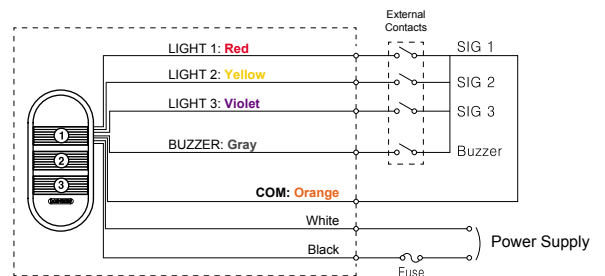 External
Contacts
LIGHT 1: Red
SIG 1
LIGHT 2: Yellow
SIG 2
LIGHT 3: Violet
SIG 3
BUZZER: Gray
Buzzer
1
2
3
COM: Orange
White
Black
Power Supply
Fuse